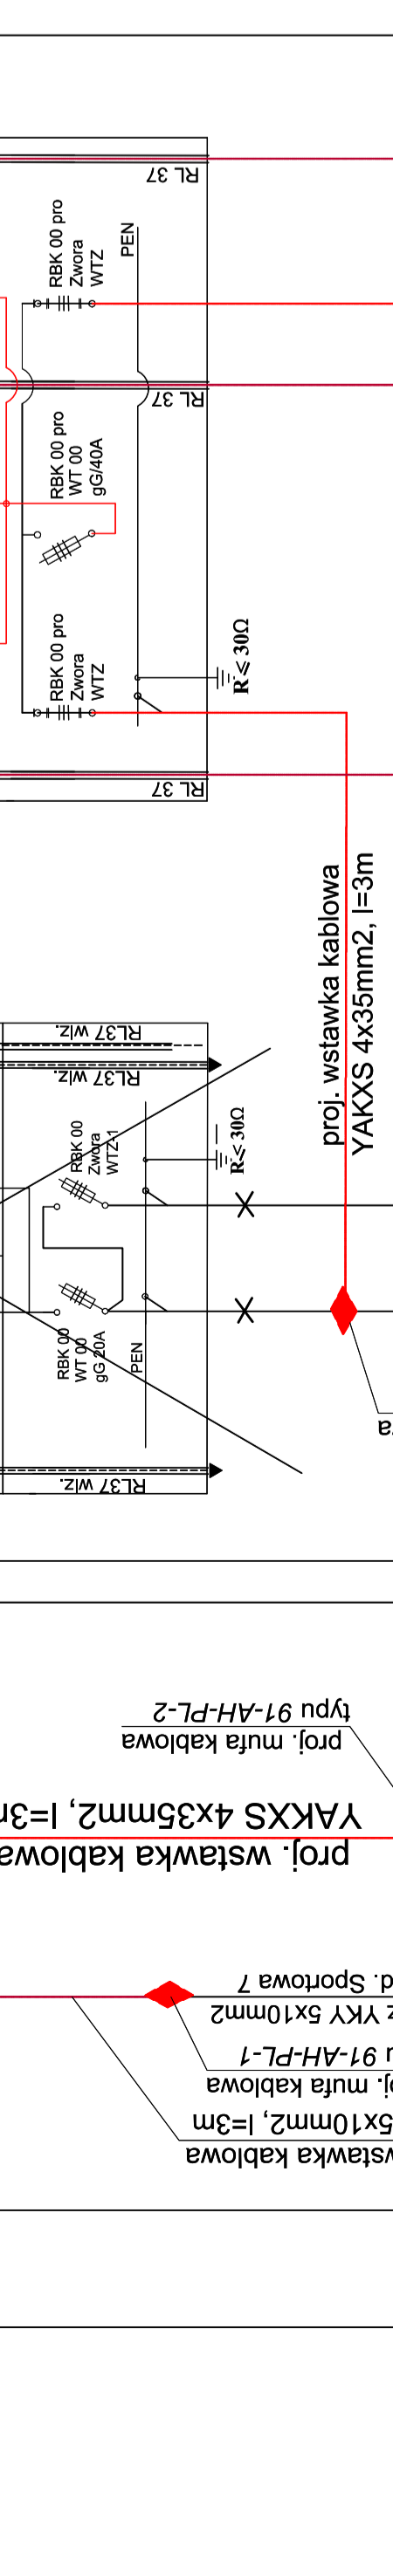 RL 37
RBK 00 pro
Zwora
WTZ
PEN
RL 37
RBK 00 pro
WT 00
gG/40A
RBK 00 pro
Zwora
WTZ
R ⩽ 30Ω
RL 37
proj. wstawka kablowa
YAKXS 4x35mm2, l=3m
RL37 wlz.
RL37 wlz.
RBK 00
Zwora
WTZ-1
R ⩽ 30Ω
RBK 00
WT 00
gG 20A
PEN
RL37 wlz.
typu 91-AH-PL-2
proj. mufa kablowa
YAKXS 4x35mm2, l=3m
proj. wstawka kablowa
d. Sportowa 7
z YKY 5x10mm2
u 91-AH-PL-1
j. mufa kablowa
5x10mm2, l=3m
wstawka kablowa